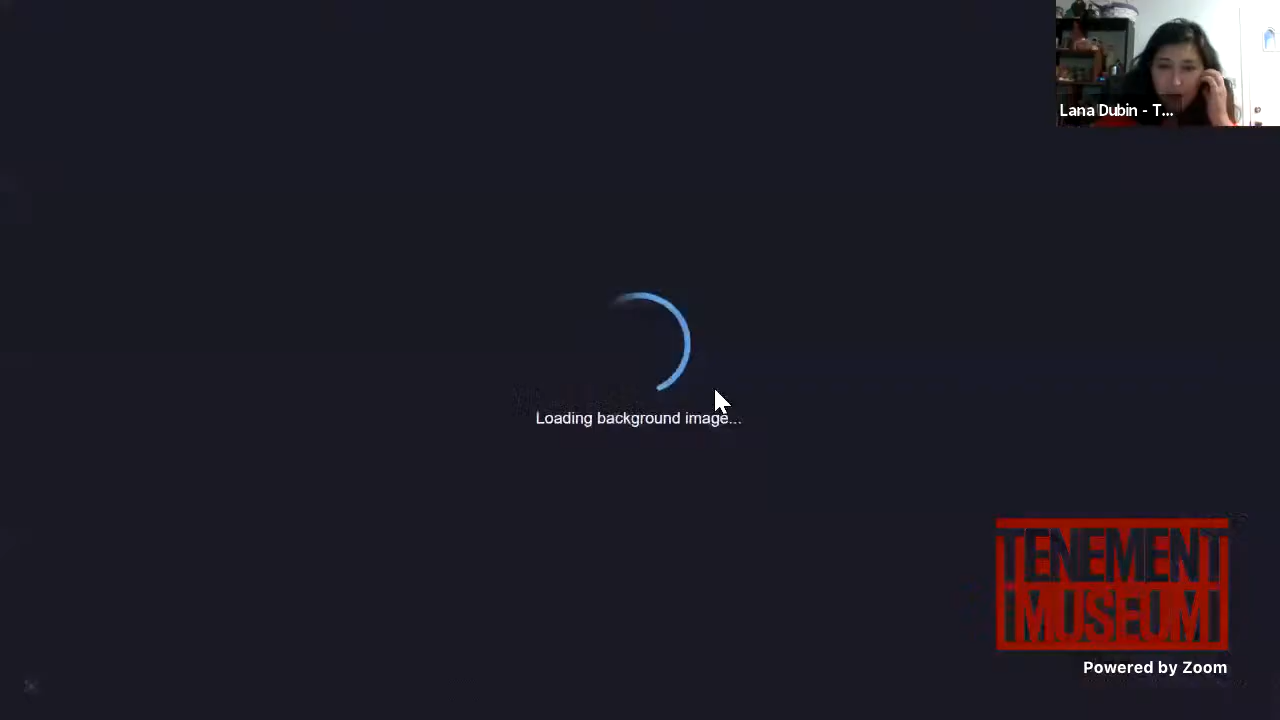 Lana Dubin - T...
Loading background image...
TENEMENT
MUSEUM
Powered by Zoom